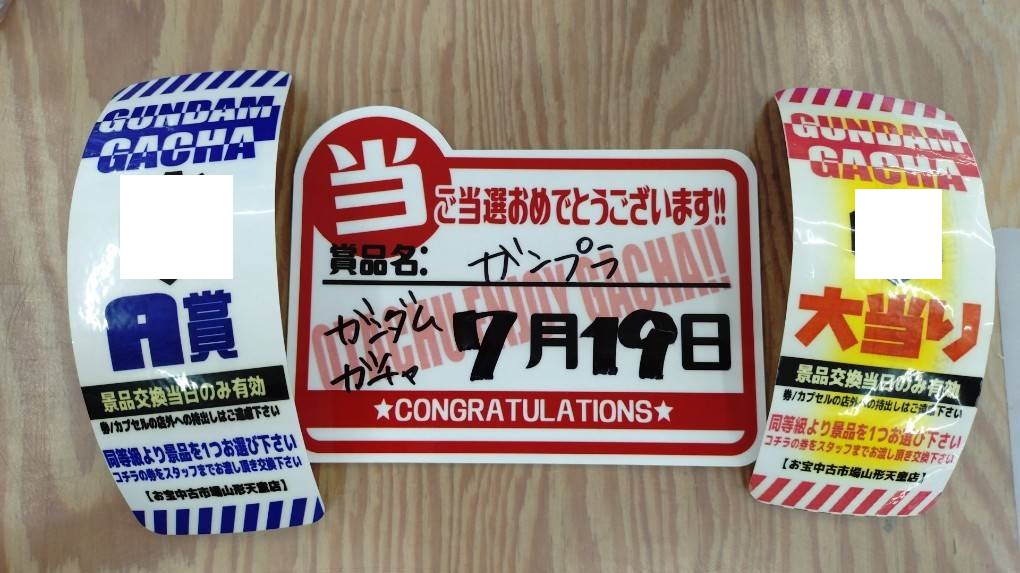 GUNDAM
GACHA
A賞
景品交換当日のみ有効
券/カプセルの店外への持出しはご遠慮下さい
同等級より景品を1つお選び下さい
コチラの券をスタッフまでお渡し頂き交換下さい
【お宝中古市場山形天童店】
当
ご当選おめでとうございます!!
賞品名: ガンプラ
ENJOY GACHA!!
ガンダム
ガチャ
7月19日
★CONGRATULATIONS★
GUNDAM
GACHA
大当り
景品交換当日のみ有効
券/カプセルの店外への持出しはご遠慮下さい
同等級より景品を1つお選び下さい
コチラの券をスタッフまでお渡し頂き交換下さい
【お宝中古市場山形天童店】